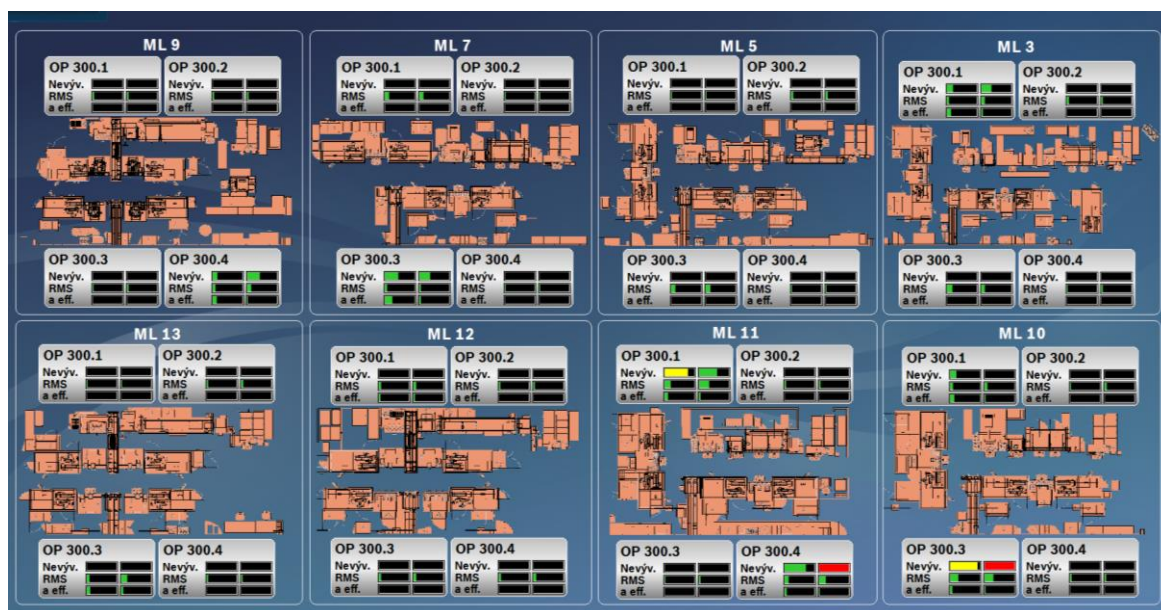 ML 9
OP 300.1
Nevýv.
RMS
a eff.
OP 300.2
Nevýv.
RMS
a eff.
OP 300.3
Nevýv.
RMS
a eff.
OP 300.4
Nevýv.
RMS
a eff.
ML 7
OP 300.1
Nevýv.
RMS
a eff.
OP 300.2
Nevýv.
RMS
a eff.
OP 300.3
Nevýv.
RMS
a eff.
OP 300.4
Nevýv.
RMS
a eff.
ML 5
OP 300.1
Nevýv.
RMS
a eff.
OP 300.2
Nevýv.
RMS
a eff.
OP 300.3
Nevýv.
RMS
a eff.
OP 300.4
Nevýv.
RMS
a eff.
ML 3
OP 300.1
Nevýv.
RMS
a eff.
OP 300.2
Nevýv.
RMS
a eff.
OP 300.3
Nevýv.
RMS
a eff.
OP 300.4
Nevýv.
RMS
a eff.
ML 13
OP 300.1
Nevýv.
RMS
a eff.
OP 300.2
Nevýv.
RMS
a eff.
OP 300.3
Nevýv.
RMS
a eff.
OP 300.4
Nevýv.
RMS
a eff.
ML 12
OP 300.1
Nevýv.
RMS
a eff.
OP 300.2
Nevýv.
RMS
a eff.
OP 300.3
Nevýv.
RMS
a eff.
OP 300.4
Nevýv.
RMS
a eff.
ML 11
OP 300.1
Nevýv.
RMS
a eff.
OP 300.2
Nevýv.
RMS
a eff.
OP 300.3
Nevýv.
RMS
a eff.
OP 300.4
Nevýv.
RMS
a eff.
ML 10
OP 300.1
Nevýv.
RMS
a eff.
OP 300.2
Nevýv.
RMS
a eff.
OP 300.3
Nevýv.
RMS
a eff.
OP 300.4
Nevýv.
RMS
a eff.